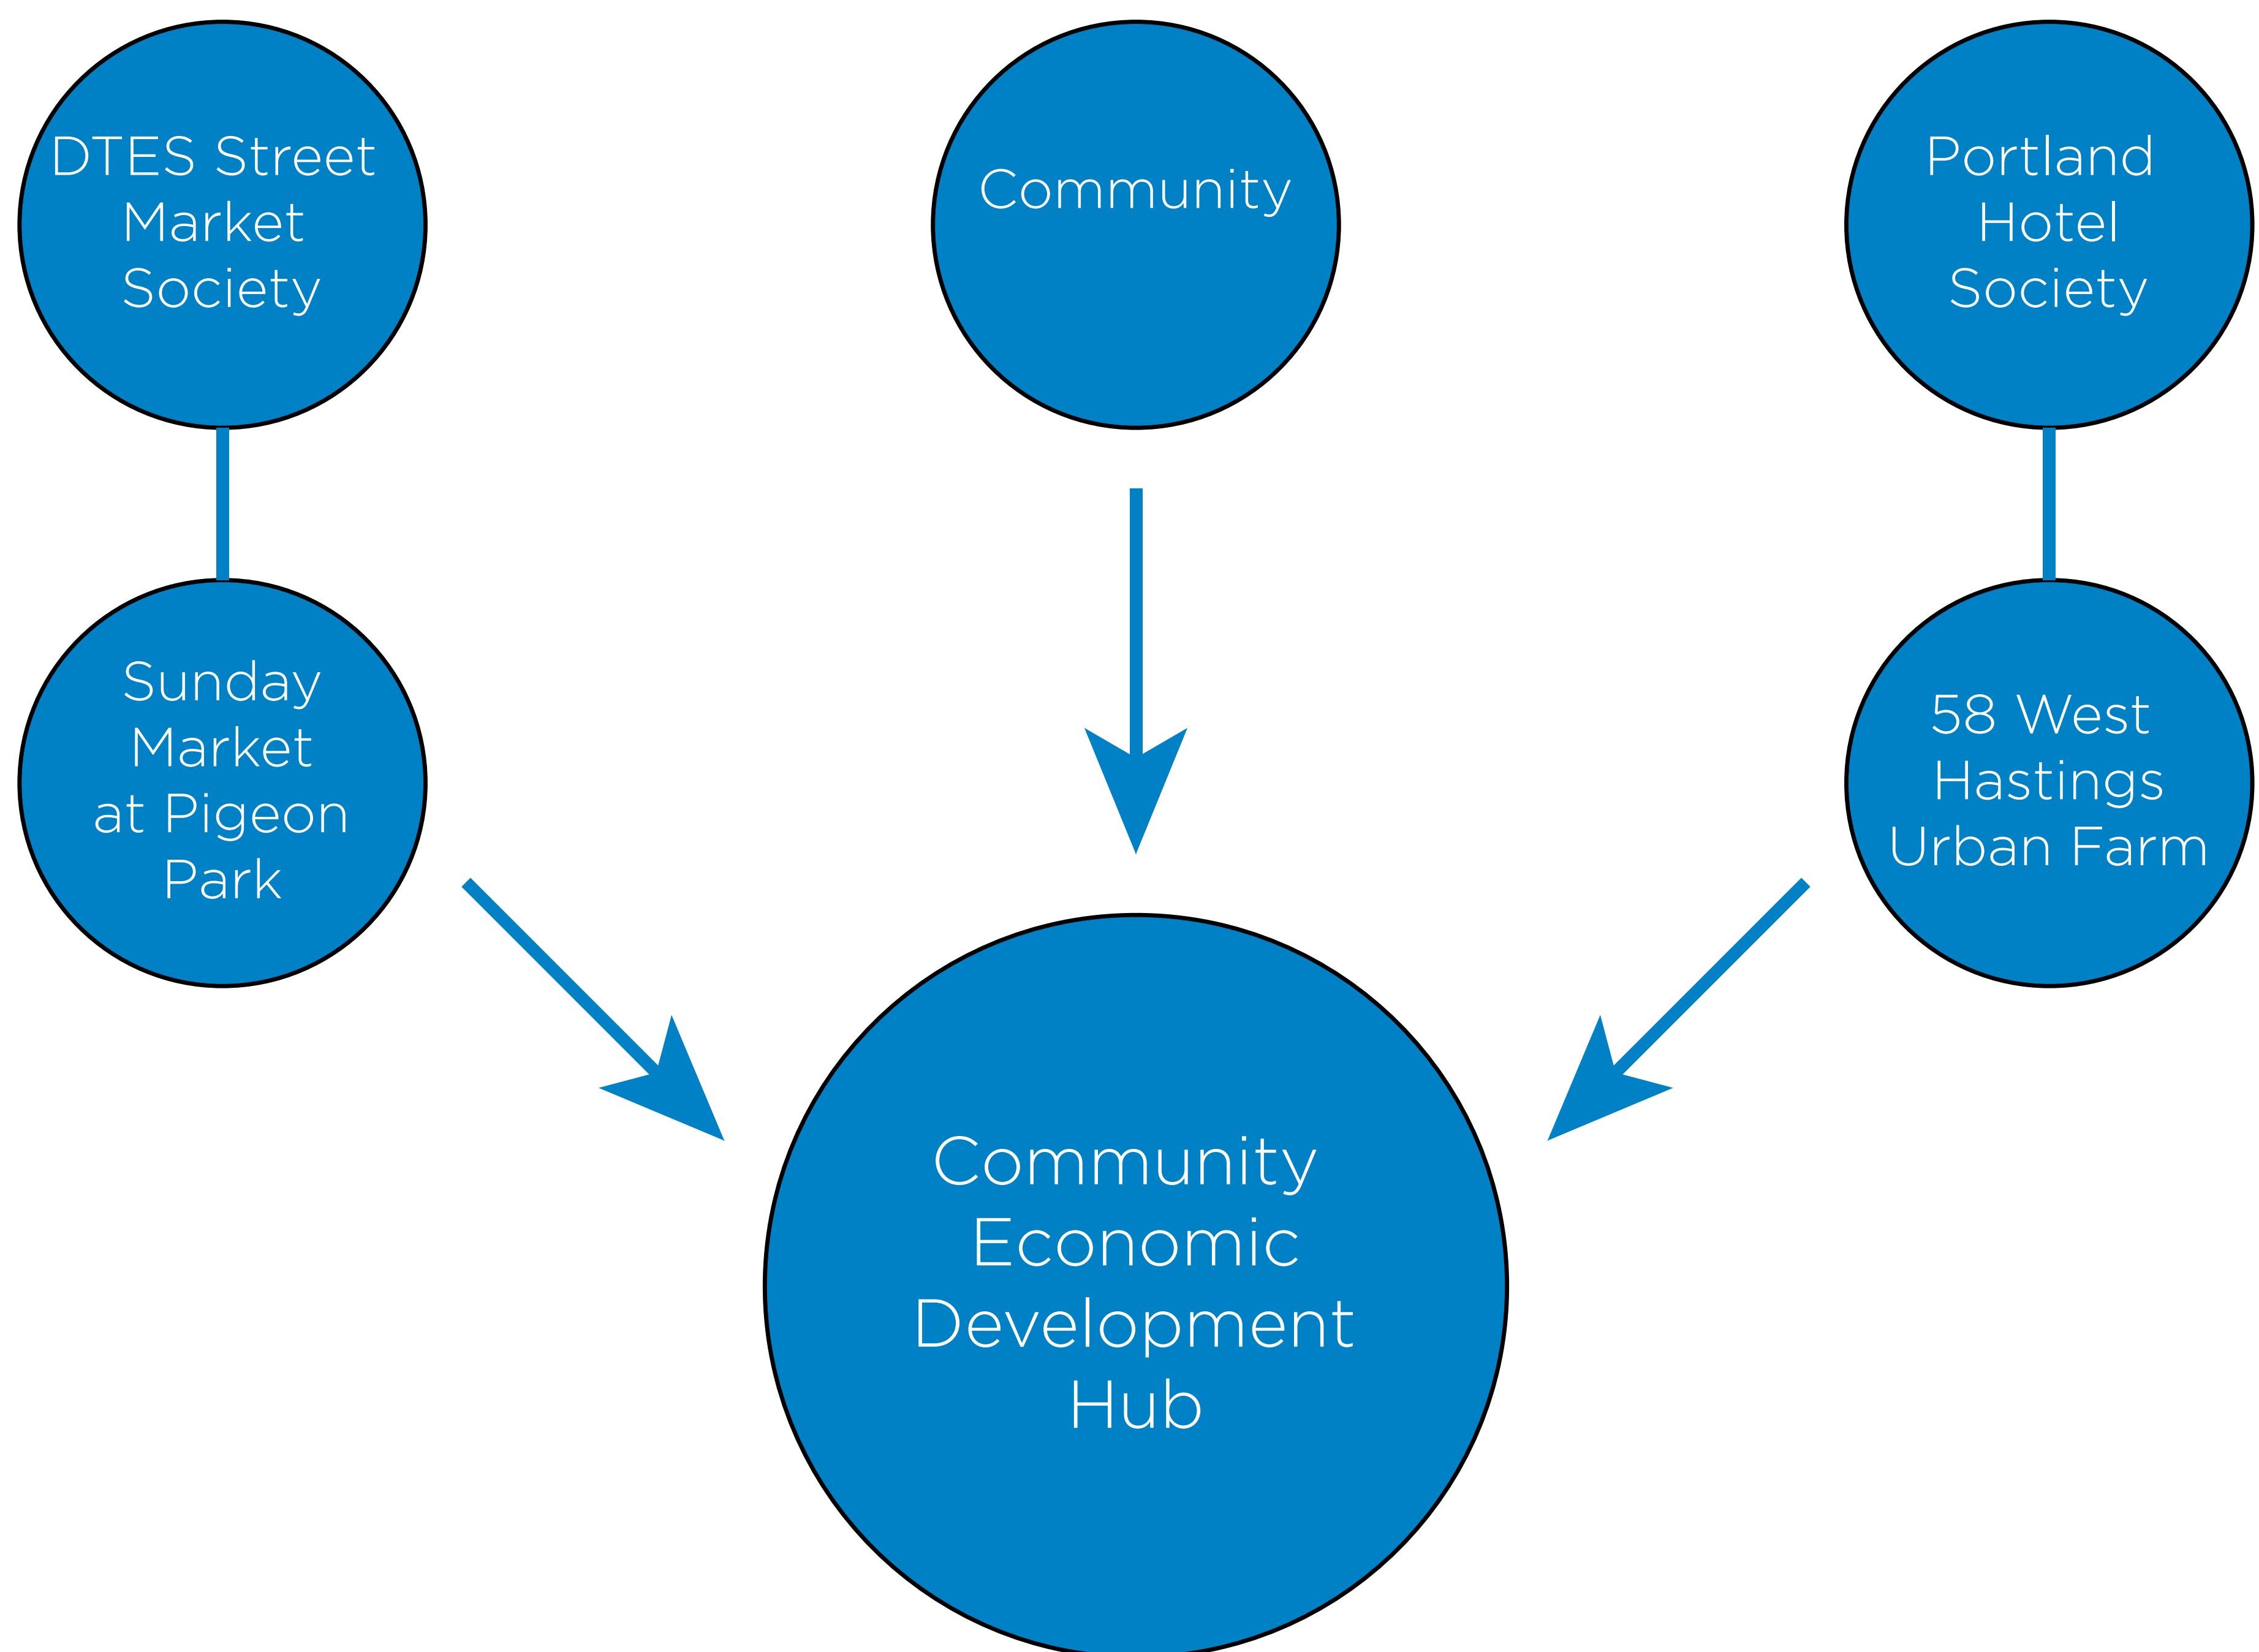 DTES Street
Market
Society
Community
Portland
Hotel
Society
Sunday
Market
at Pigeon
Park
58 West
Hastings
Urban Farm
Community
Economic
Development
Hub